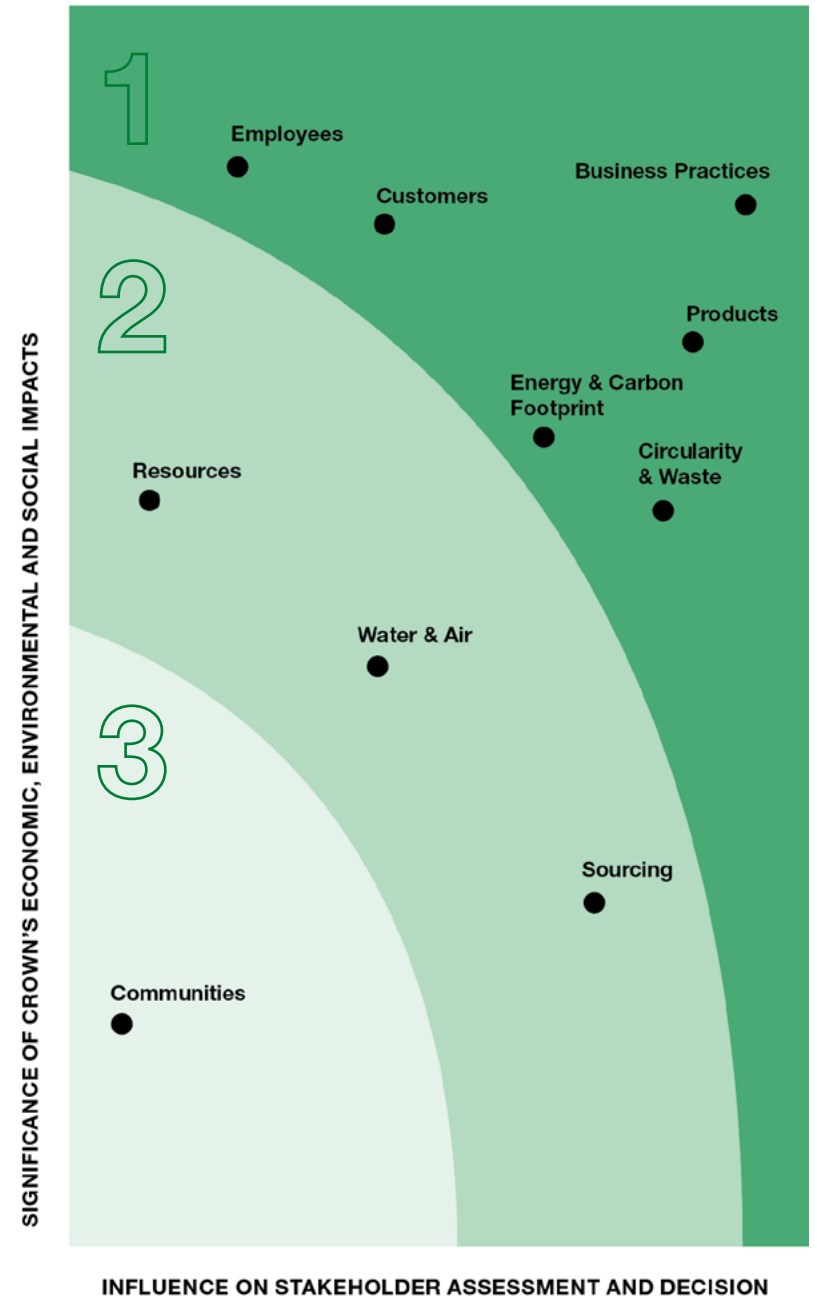 1
Employees
Business Practices
Customers
2
Products
Energy & Carbon
Footprint
Circularity
& Waste
Resources
Water & Air
3
Sourcing
Communities
SIGNIFICANCE OF CROWN'S ECONOMIC, ENVIRONMENTAL AND SOCIAL IMPACTS
INFLUENCE ON STAKEHOLDER ASSESSMENT AND DECISION